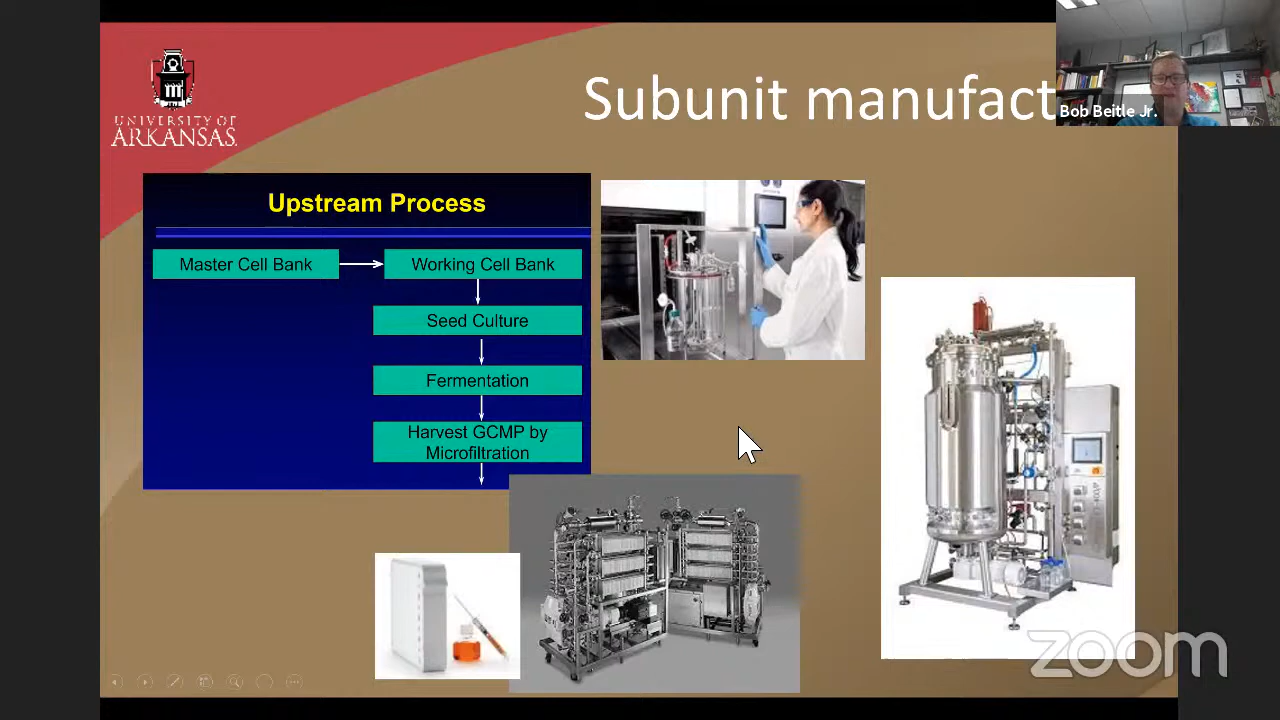 Subunit manufact
Bob Beitle Jr.
UNIVERSITY OF
ARKANSAS.
Upstream Process
Master Cell Bank
Working Cell Bank
Seed Culture
Fermentation
Harvest GCMP by
Microfiltration
zoom